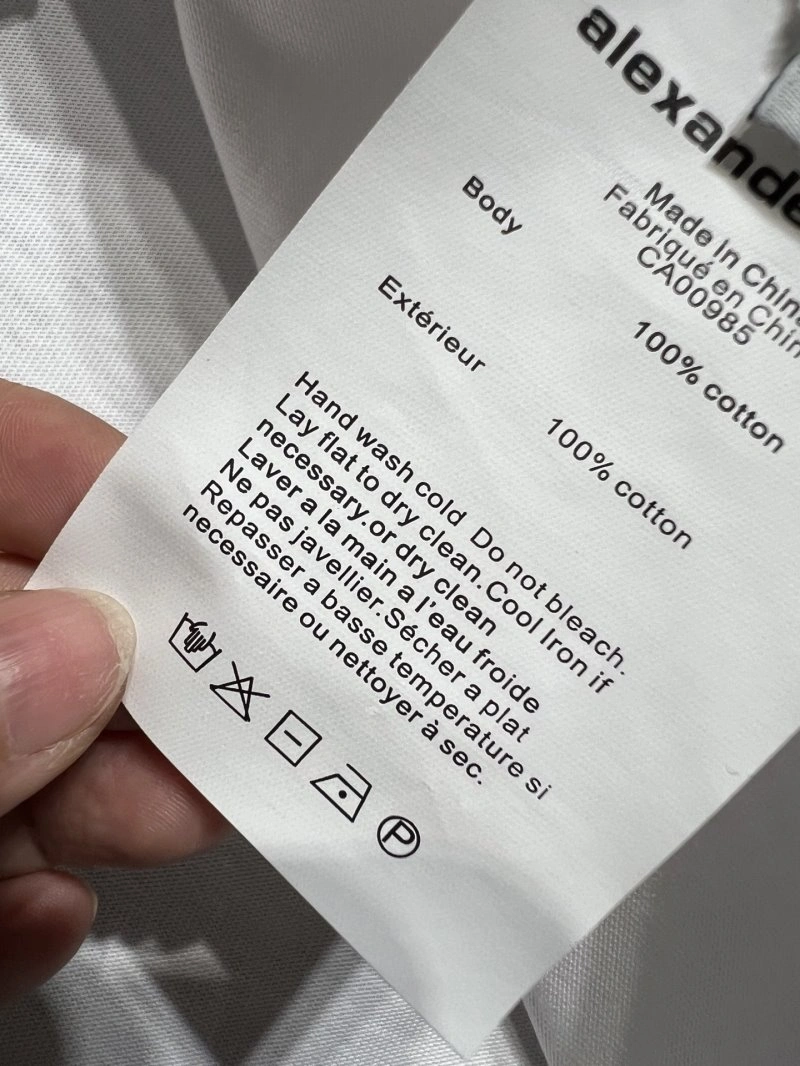 alexande
Made In China
Fabriqué en Chin
CA00985
Body 100% cotton
Extérieur 100% cotton
Hand wash cold Do not bleach.
Lay flat to dry clean.Cool Iron if
necessary.or dry clean
Laver a la main a l'eau froide
Ne pas javellier.Sécher a plat
Repasser a basse temperature si
necessaire ou nettoyer à sec.
P